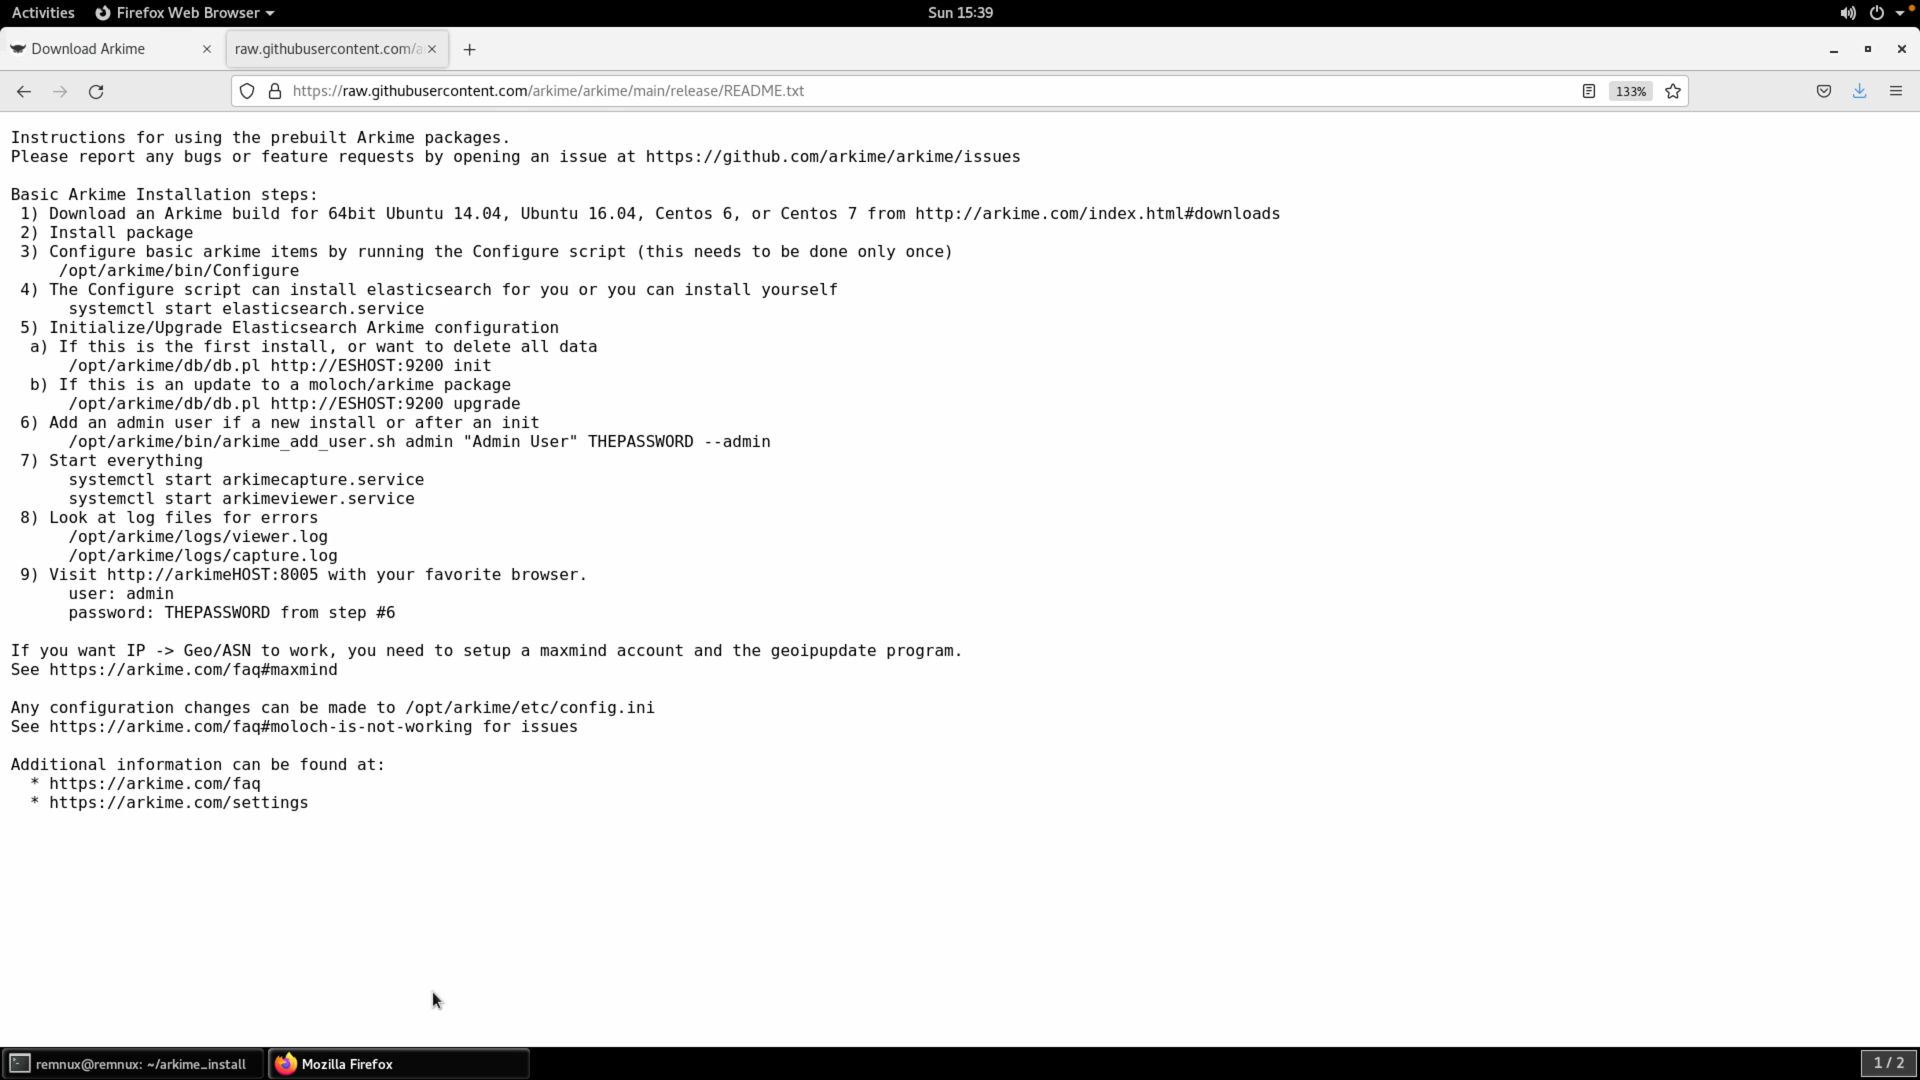 Activities Firefox Web Browser Sun 15:39
Download Arkime raw.githubusercontent.com/a
https://raw.githubusercontent.com/arkime/arkime/main/release/README.txt 133%
Instructions for using the prebuilt Arkime packages.
Please report any bugs or feature requests by opening an issue at https://github.com/arkime/arkime/issues
Basic Arkime Installation steps:
1) Download an Arkime build for 64bit Ubuntu 14.04, Ubuntu 16.04, Centos 6, or Centos 7 from http://arkime.com/index.html#downloads
2) Install package
3) Configure basic arkime items by running the Configure script (this needs to be done only once)
/opt/arkime/bin/Configure
4) The Configure script can install elasticsearch for you or you can install yourself
systemctl start elasticsearch.service
5) Initialize/Upgrade Elasticsearch Arkime configuration
a) If this is the first install, or want to delete all data
/opt/arkime/db/db.pl http://ESHOST:9200 init
b) If this is an update to a moloch/arkime package
/opt/arkime/db/db.pl http://ESHOST:9200 upgrade
6) Add an admin user if a new install or after an init
/opt/arkime/bin/arkime_add_user.sh admin "Admin User" THEPASSWORD --admin
7) Start everything
systemctl start arkimecapture.service
systemctl start arkimeviewer.service
8) Look at log files for errors
/opt/arkime/logs/viewer.log
/opt/arkime/logs/capture.log
9) Visit http://arkimeHOST:8005 with your favorite browser.
user: admin
password: THEPASSWORD from step #6
If you want IP -> Geo/ASN to work, you need to setup a maxmind account and the geoipupdate program.
See https://arkime.com/faq#maxmind
Any configuration changes can be made to /opt/arkime/etc/config.ini
See https://arkime.com/faq#moloch-is-not-working for issues
Additional information can be found at:
* https://arkime.com/faq
* https://arkime.com/settings
remnux@remnux: ~/arkime_install Mozilla Firefox 1 / 2